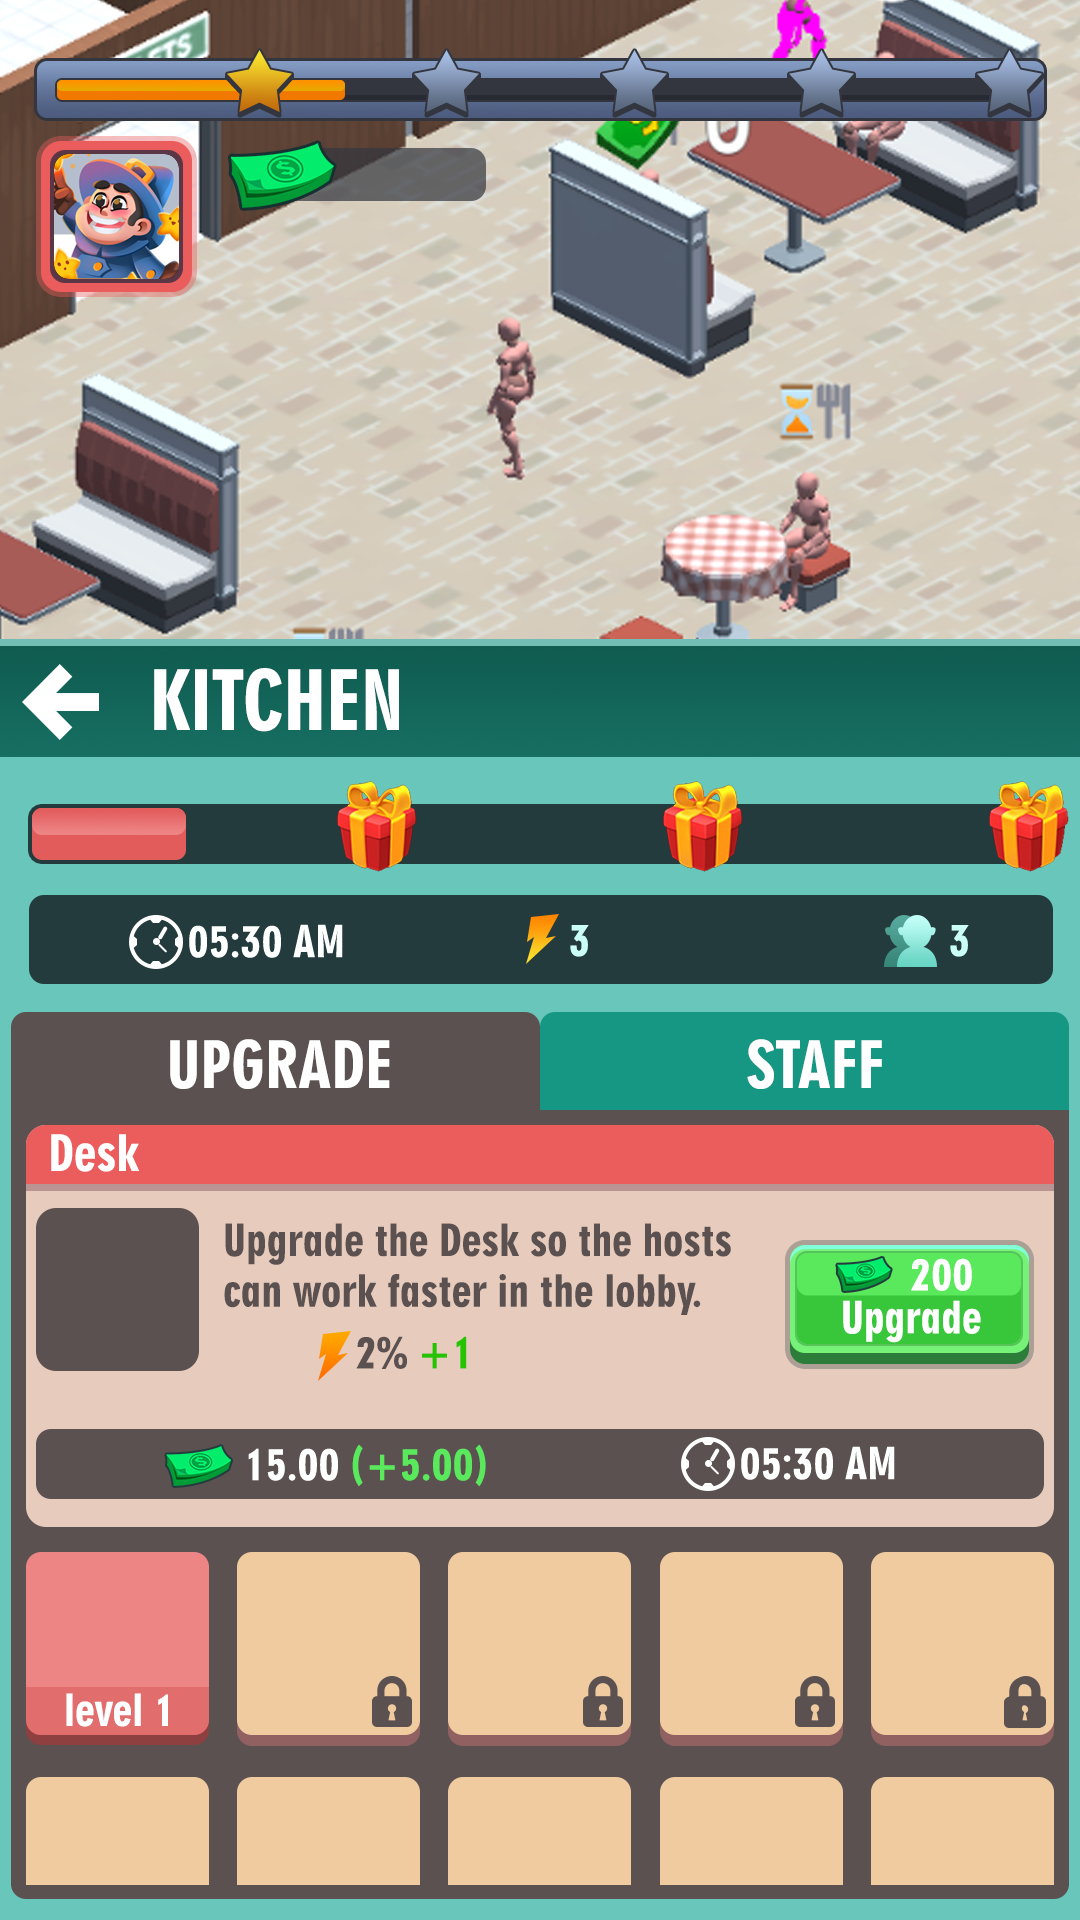 KITCHEN
05:30 AM
3
3
UPGRADE
STAFF
Desk
Upgrade the Desk so the hosts
can work faster in the lobby.
2% +1
200
Upgrade
15.00 (+5.00)
05:30 AM
level 1